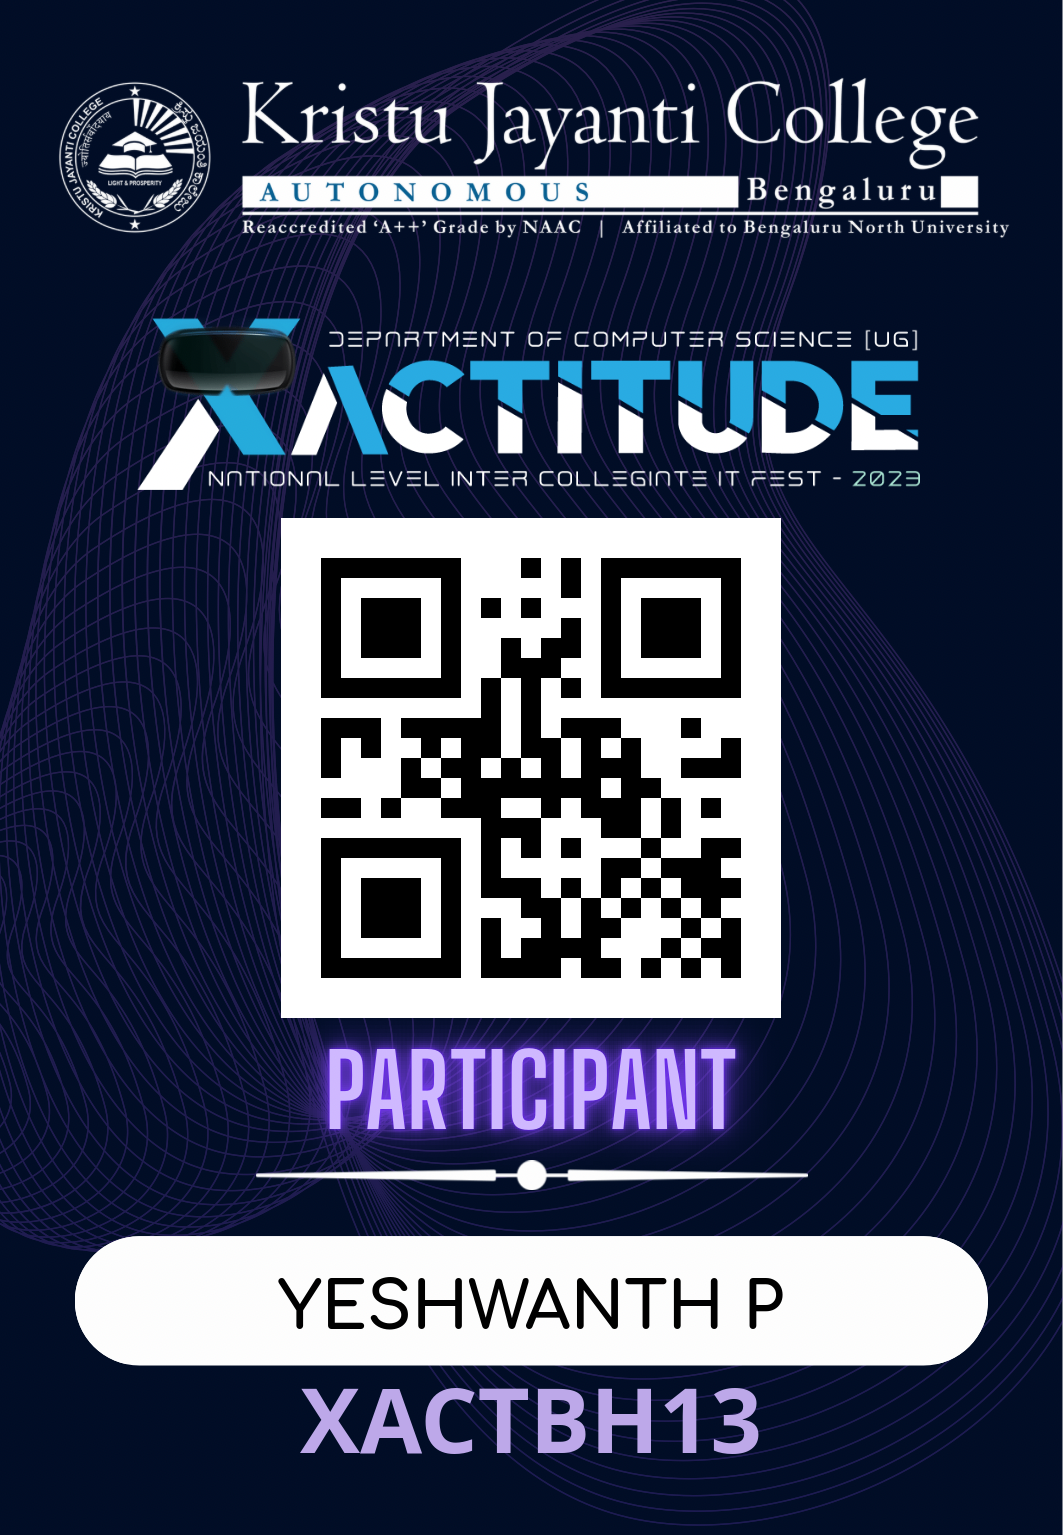 KRISTU JAYANTI COLLEGE
LIGHT & PROSPERITY
Kristu Jayanti College
AUTONOMOUS Bengaluru
Reaccredited ‘A++’ Grade by NAAC | Affiliated to Bengaluru North University
DEPARTMENT OF COMPUTER SCIENCE [UG]
XACTITUDE
NATIONAL LEVEL INTER COLLEGIATE IT FEST - 2023
PARTICIPANT
YESHWANTH P
XACTBH13